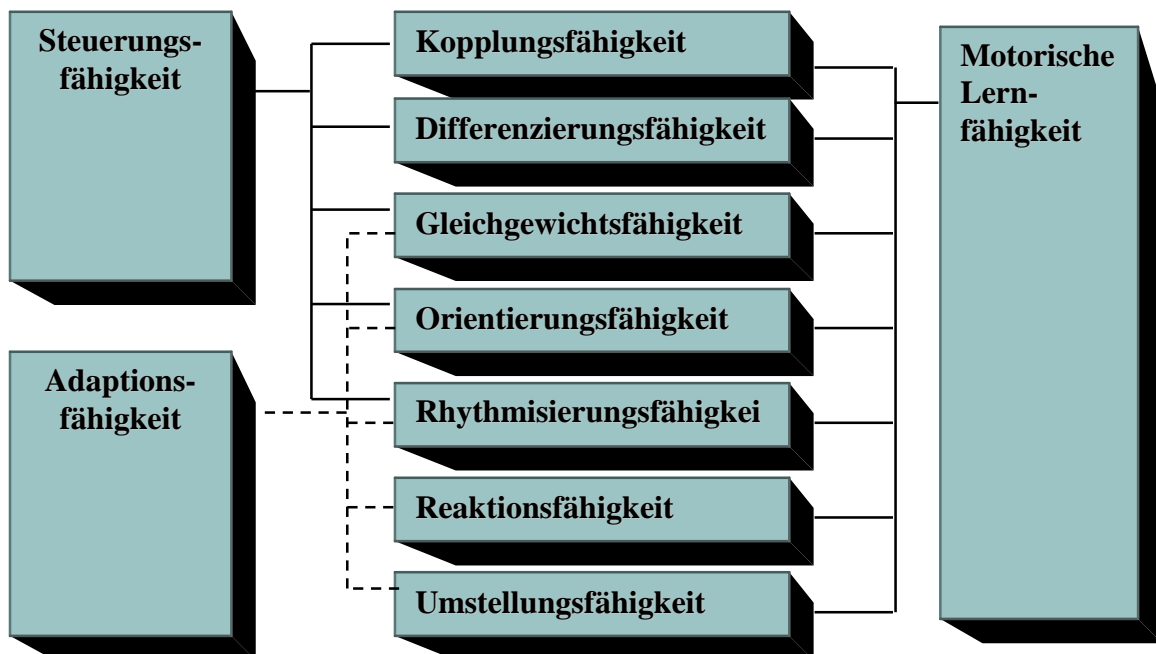 Steuerungs-
fähigkeit
Adaptions-
fähigkeit
Kopplungsfähigkeit
Differenzierungsfähigkeit
Gleichgewichtsfähigkeit
Orientierungsfähigkeit
Rhythmisierungsfähigkei
Reaktionsfähigkeit
Umstellungsfähigkeit
Motorische
Lern-
fähigkeit